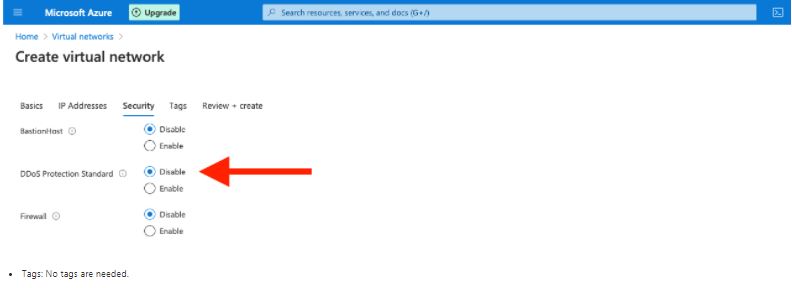 Microsoft Azure Upgrade Search resources, services, and docs (G+/)
Home > Virtual networks >
Create virtual network
Basics IP Addresses Security Tags Review + create
BastionHost Disable
Enable
DDoS Protection Standard Disable
Enable
Firewall Disable
Enable
• Tags: No tags are needed.